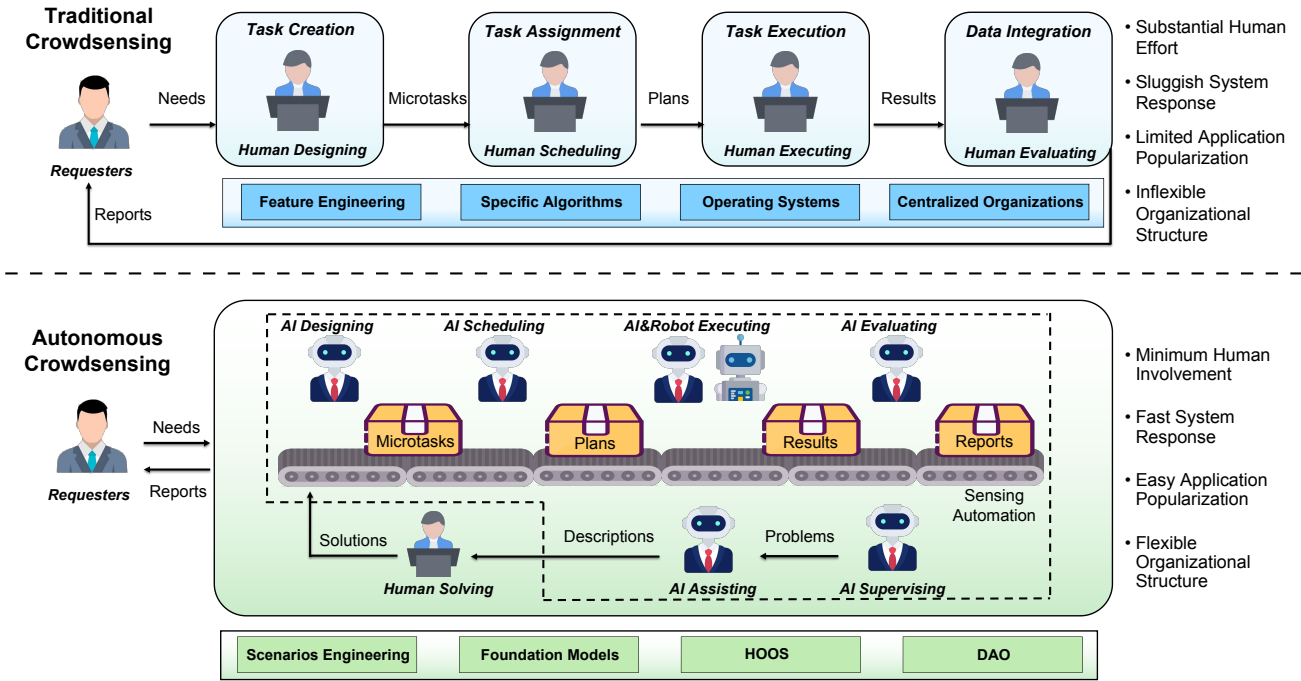 Traditional
Crowdsensing
Requesters
Needs
Task Creation
Human Designing
Microtasks
Task Assignment
Human Scheduling
Plans
Task Execution
Human Executing
Results
Data Integration
Human Evaluating
Reports
Feature Engineering
Specific Algorithms
Operating Systems
Centralized Organizations
• Substantial Human
Effort
• Sluggish System
Response
• Limited Application
Popularization
• Inflexible
Organizational
Structure
Autonomous
Crowdsensing
Requesters
Needs
Reports
AI Designing
AI Scheduling
AI&Robot Executing
AI Evaluating
Microtasks
Plans
Results
Reports
Sensing
Automation
Solutions
Human Solving
Descriptions
AI Assisting
Problems
AI Supervising
• Minimum Human
Involvement
• Fast System
Response
• Easy Application
Popularization
• Flexible
Organizational
Structure
Scenarios Engineering
Foundation Models
HOOS
DAO